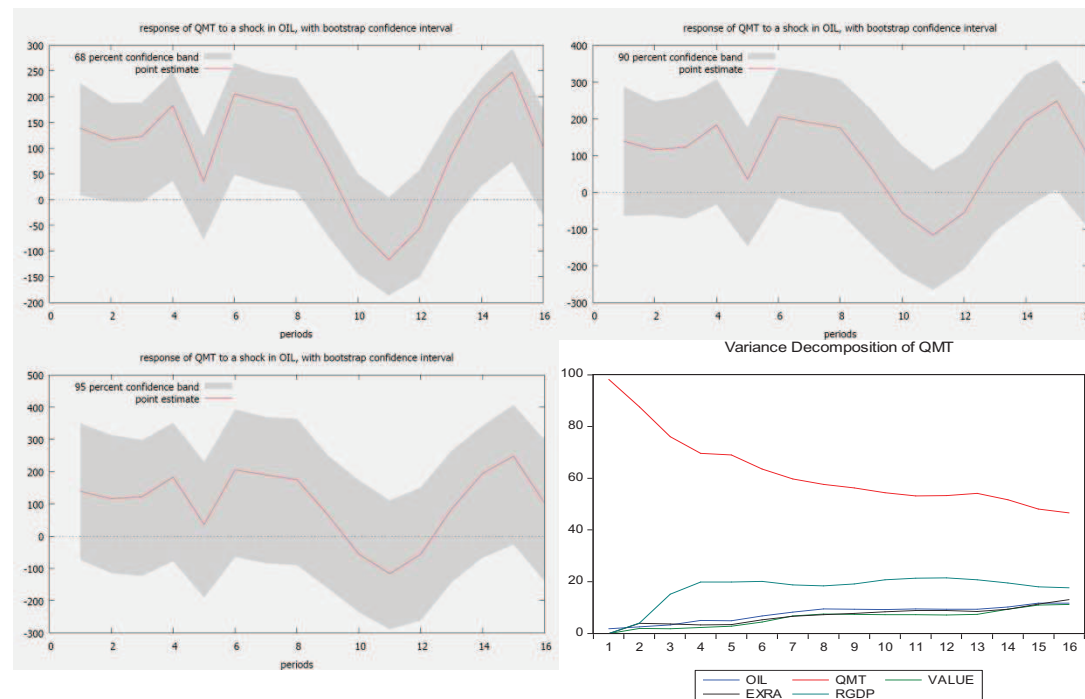 response of QMT to a shock in OIL, with bootstrap confidence interval
68 percent confidence band
point estimate
300
250
200
150
100
50
0
-50
-100
-150
-200
0 2 4 6 8 10 12 14 16
periods
response of QMT to a shock in OIL, with bootstrap confidence interval
90 percent confidence band
point estimate
400
300
200
100
0
-100
-200
-300
0 2 4 6 8 10 12 14 16
periods
response of QMT to a shock in OIL, with bootstrap confidence interval
95 percent confidence band
point estimate
500
400
300
200
100
0
-100
-200
-300
0 2 4 6 8 10 12 14 16
periods
Variance Decomposition of QMT
100
80
60
40
20
0
1 2 3 4 5 6 7 8 9 10 11 12 13 14 15 16
OIL QMT VALUE
EXRA RGDP